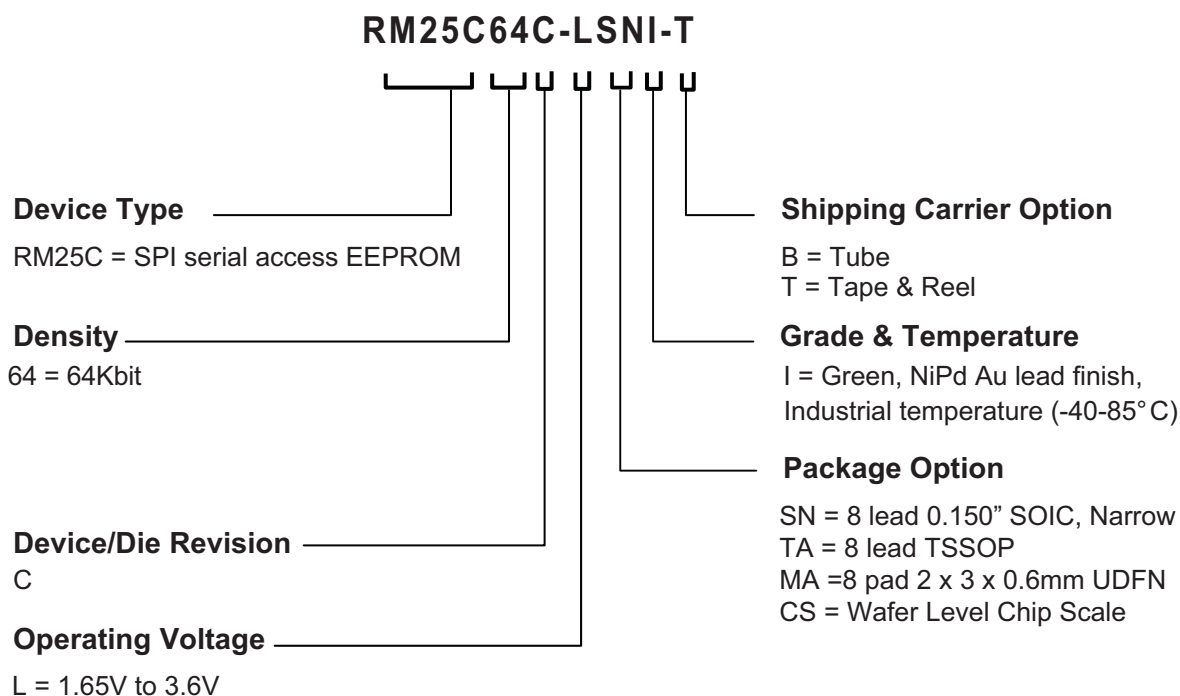 RM25C64C-LSNI-T
Device Type
RM25C = SPI serial access EEPROM
Density
64 = 64Kbit
Device/Die Revision
C
Operating Voltage
L = 1.65V to 3.6V
Shipping Carrier Option
B = Tube
T = Tape & Reel
Grade & Temperature
I = Green, NiPd Au lead finish,
Industrial temperature (-40-85°C)
Package Option
SN = 8 lead 0.150” SOIC, Narrow
TA = 8 lead TSSOP
MA =8 pad 2 x 3 x 0.6mm UDFN
CS = Wafer Level Chip Scale